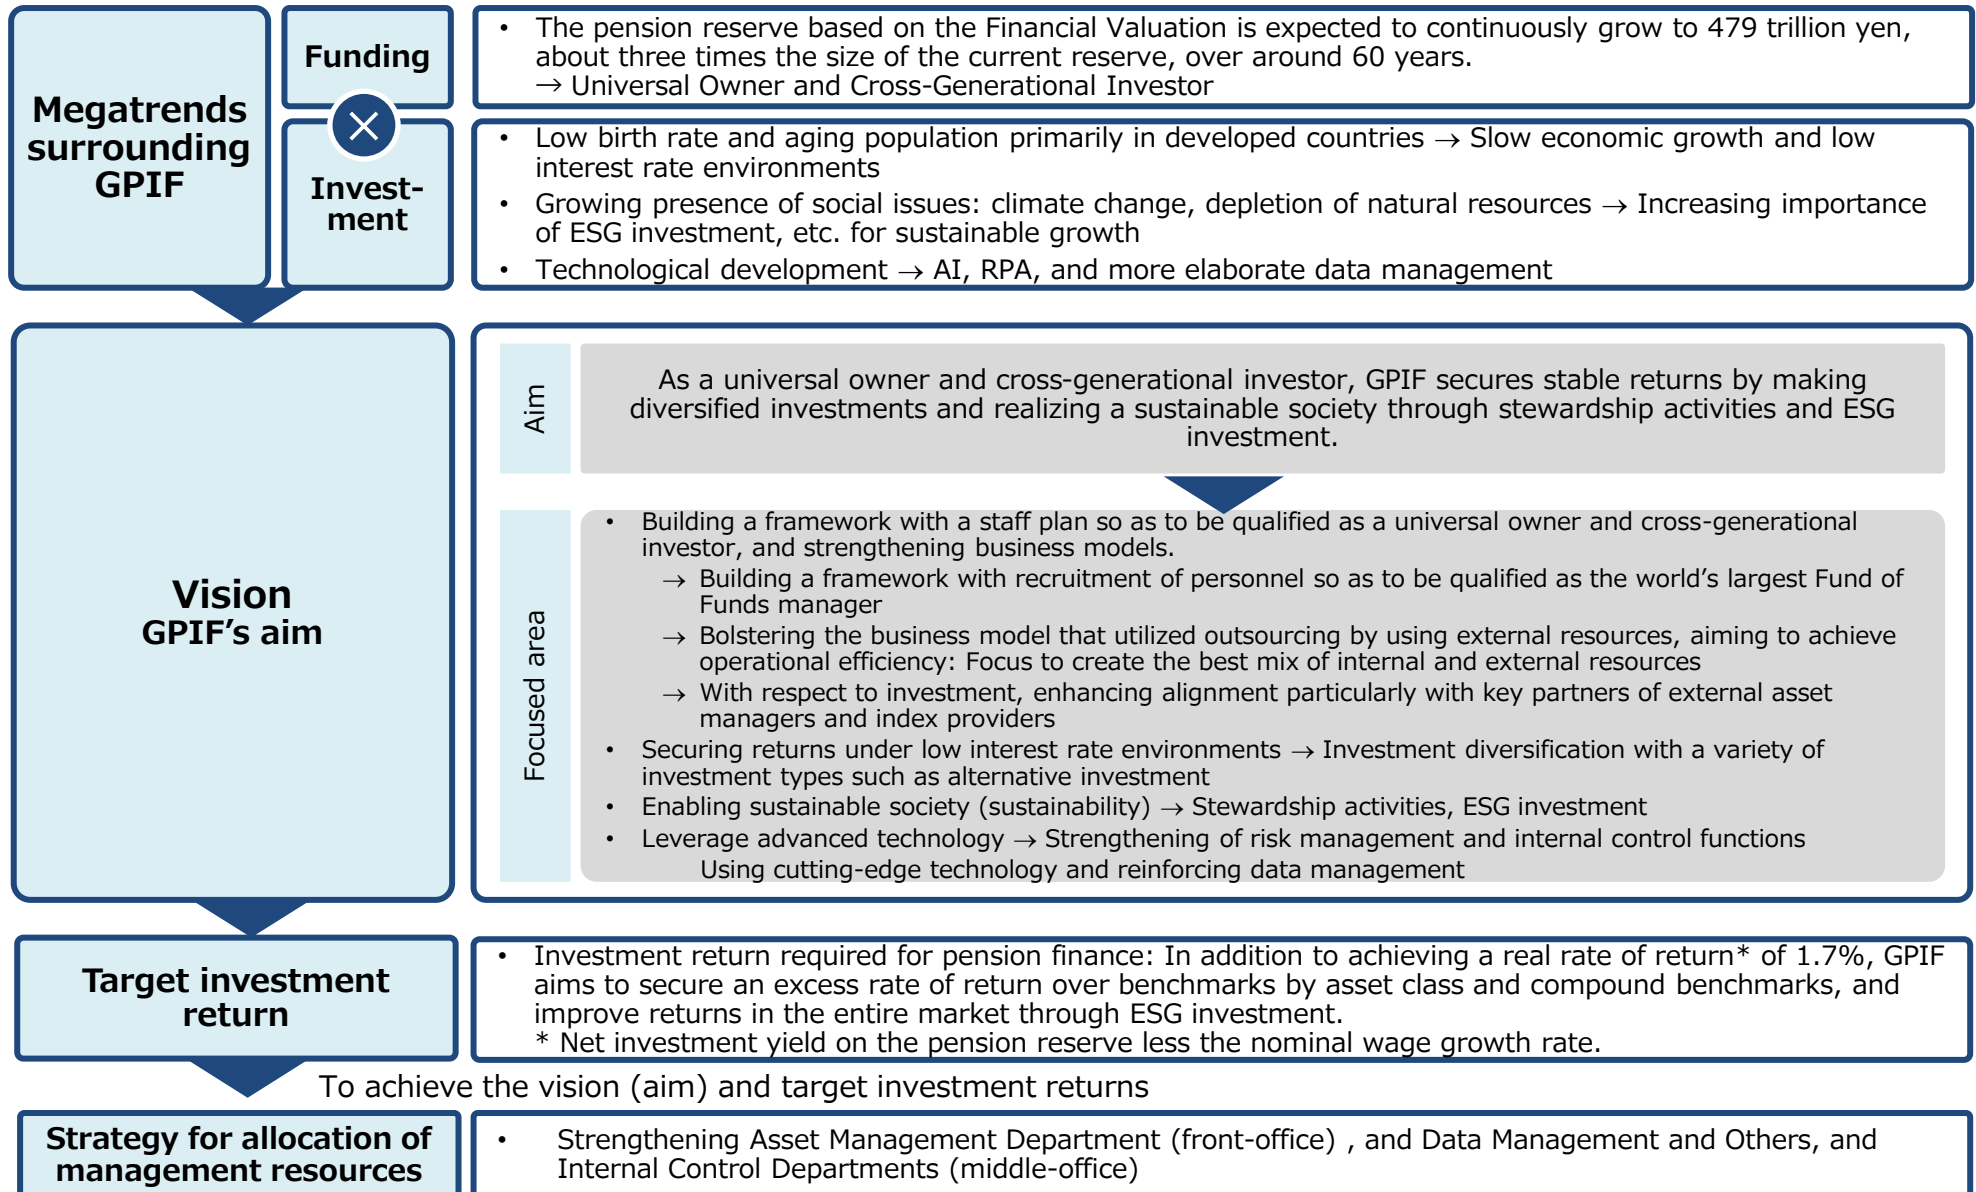 Megatrends
surrounding
GPIF
Funding
×
Invest-
ment
• The pension reserve based on the Financial Valuation is expected to continuously grow to 479 trillion yen,
about three times the size of the current reserve, over around 60 years.
→ Universal Owner and Cross-Generational Investor
• Low birth rate and aging population primarily in developed countries → Slow economic growth and low
interest rate environments
• Growing presence of social issues: climate change, depletion of natural resources → Increasing importance
of ESG investment, etc. for sustainable growth
• Technological development → AI, RPA, and more elaborate data management
Vision
GPIF’s aim
Aim
As a universal owner and cross-generational investor, GPIF secures stable returns by making
diversified investments and realizing a sustainable society through stewardship activities and ESG
investment.
Focused area
• Building a framework with a staff plan so as to be qualified as a universal owner and cross-generational
investor, and strengthening business models.
→ Building a framework with recruitment of personnel so as to be qualified as the world’s largest Fund of
Funds manager
→ Bolstering the business model that utilized outsourcing by using external resources, aiming to achieve
operational efficiency: Focus to create the best mix of internal and external resources
→ With respect to investment, enhancing alignment particularly with key partners of external asset
managers and index providers
• Securing returns under low interest rate environments → Investment diversification with a variety of
investment types such as alternative investment
• Enabling sustainable society (sustainability) → Stewardship activities, ESG investment
• Leverage advanced technology → Strengthening of risk management and internal control functions
Using cutting-edge technology and reinforcing data management
Target investment
return
• Investment return required for pension finance: In addition to achieving a real rate of return* of 1.7%, GPIF
aims to secure an excess rate of return over benchmarks by asset class and compound benchmarks, and
improve returns in the entire market through ESG investment.
* Net investment yield on the pension reserve less the nominal wage growth rate.
To achieve the vision (aim) and target investment returns
Strategy for allocation of
management resources
• Strengthening Asset Management Department (front-office) , and Data Management and Others, and
Internal Control Departments (middle-office)